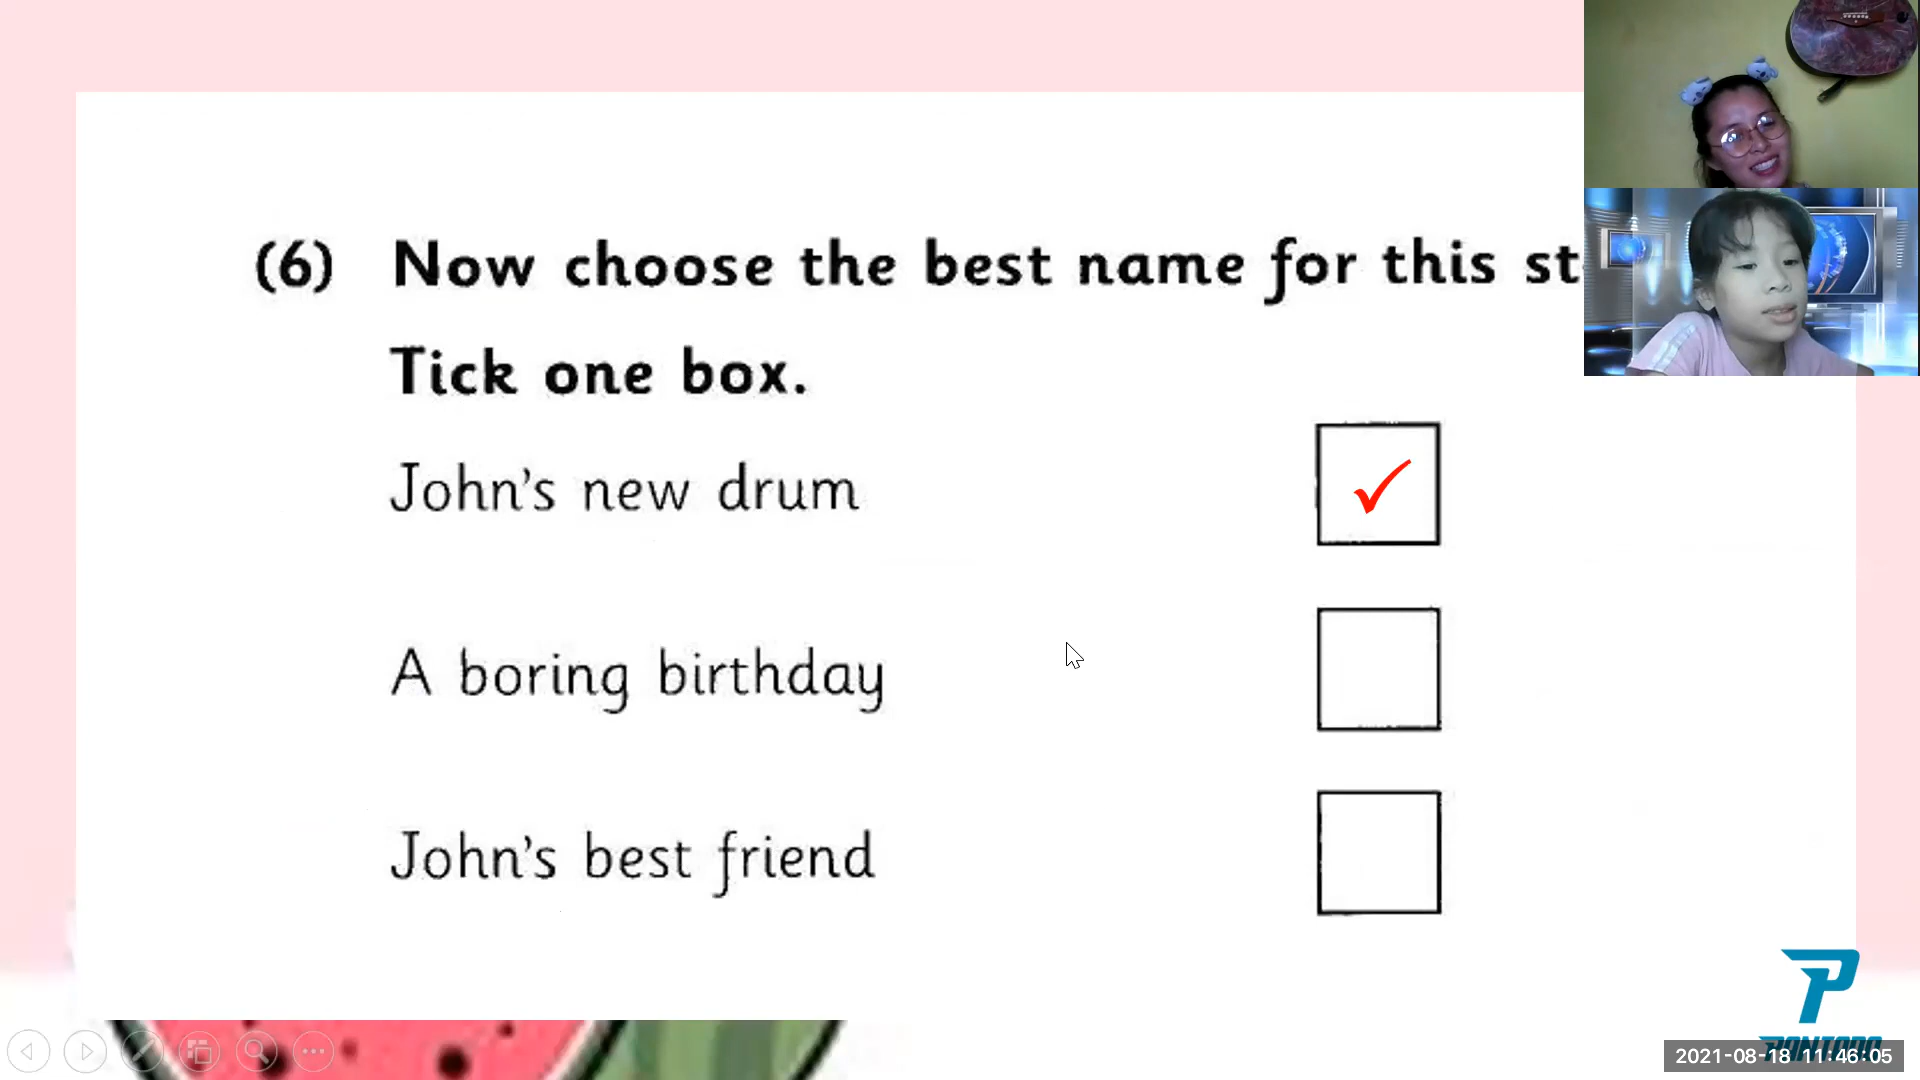 (6) Now choose the best name for this st
Tick one box.
John's new drum
A boring birthday
John's best friend
2021-08-18 11:46:05